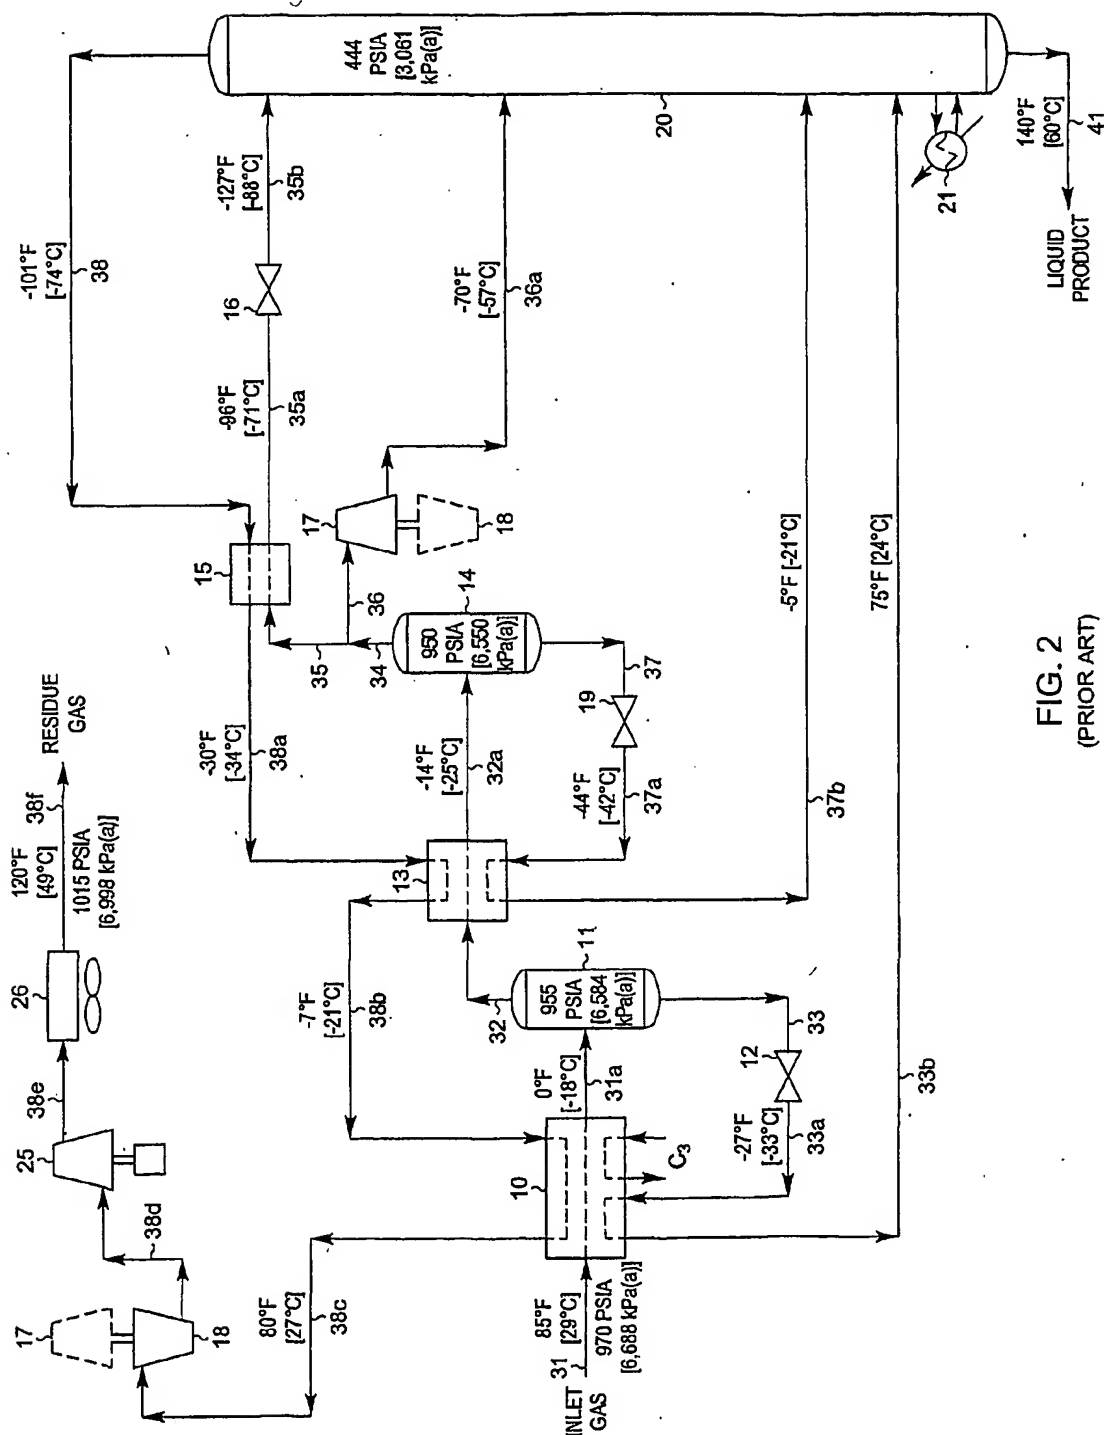 444
PSIA
[3,061
kPa(a)]
20
-101°F
[-74°C]
38
-127°F
[-88°C]
35b
16
-96°F
[-71°C]
35a
15
-70°F
[-57°C]
36a
17
18
36
35
34
14
950
PSIA
[6,550
kPa(a)]
37
19
-44°F
[-42°C]
37a
-14°F
[-25°C]
32a
13
-30°F
[-34°C]
38a
-5°F [-21°C]
37b
75°F [24°C]
33b
21
140°F
[60°C]
41
LIQUID
PRODUCT
RESIDUE
GAS
120°F
[49°C]
38f
1015 PSIA
[6,998 kPa(a)]
26
38e
25
38d
17
18
80°F
[27°C]
38c
-7°F
[-21°C]
38b
32
11
955
PSIA
[6,584
kPa(a)]
33
12
-27°F
[-33°C]
33a
0°F
[-18°C]
31a
10
C3
85°F
[29°C]
31
970 PSIA
[6,688 kPa(a)]
INLET
GAS
FIG. 2
(PRIOR ART)